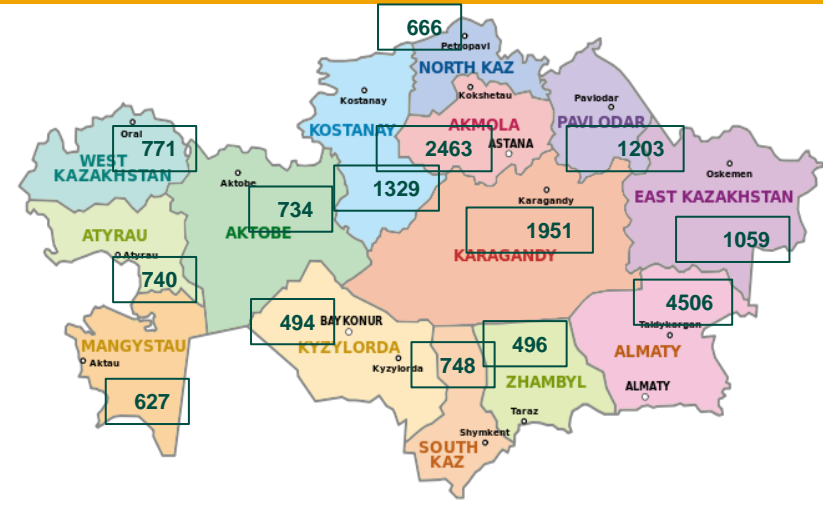 666
Petropavl
NORTH KAZ
Kostanay
Kokshetau
Pavlodar
KOSTANAY
AKMOLA
PAVLODAR
Oral
771
2463
ASTANA
1203
WEST
KAZAKHSTAN
Oskemen
Aktobe
1329
Karagandy
EAST KAZAKHSTAN
734
ATYRAU
AKTOBE
1951
1059
Atyrau
KARAGANDY
740
4506
494
BAYKONUR
Taldykorgan
MANGYSTAU
KYZYLORDA
496
ALMATY
Aktau
Kyzylorda
748
ZHAMBYL
ALMATY
627
Taraz
Shymkent
SOUTH
KAZ